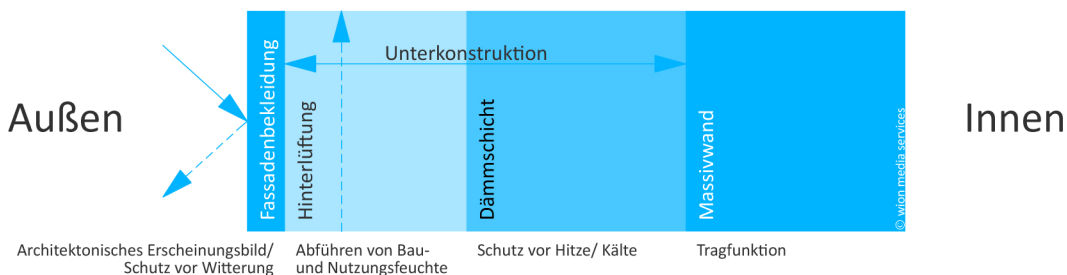 Außen
Fassadenbekleidung
Hinterlüftung
Unterkonstruktion
Dämmschicht
Massivwand
© wion media services
Innen
Architektonisches Erscheinungsbild/
Schutz vor Witterung
Abführen von Bau-
und Nutzungsfeuchte
Schutz vor Hitze/ Kälte
Tragfunktion